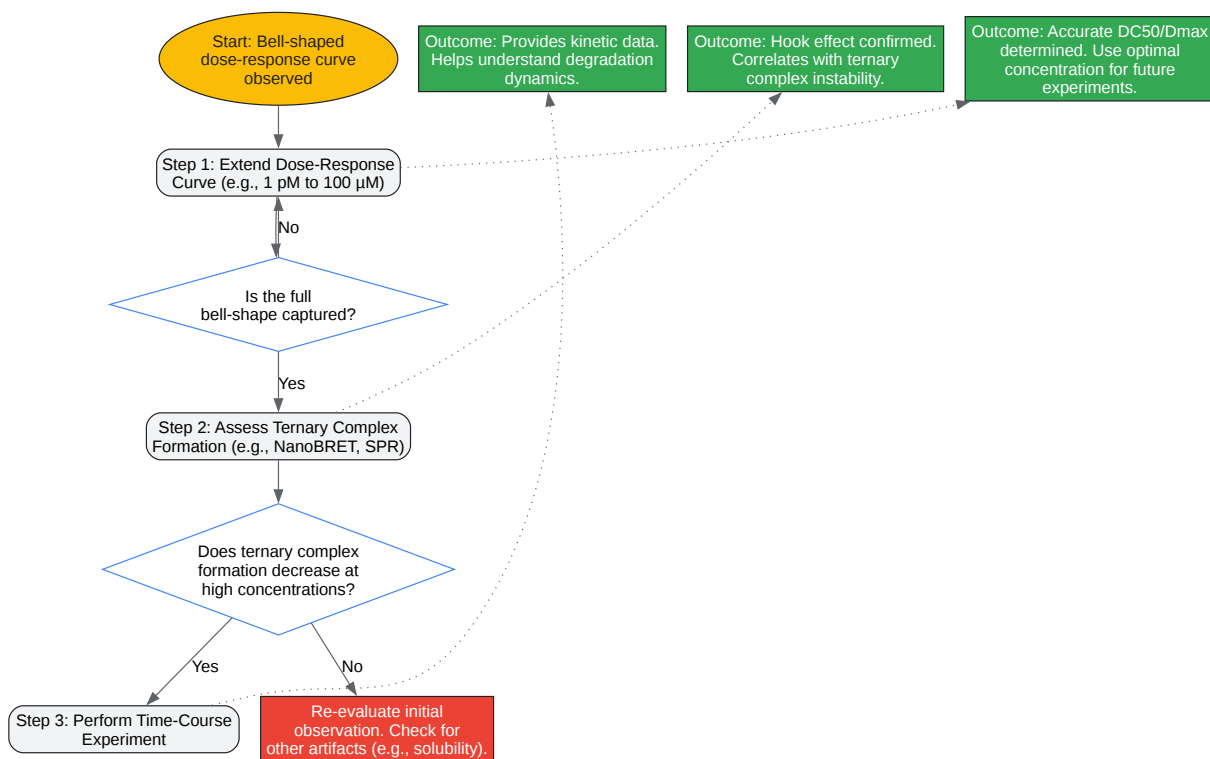 Start: Bell-shaped
dose-response curve
observed
Outcome: Provides kinetic data.
Helps understand degradation
dynamics.
Outcome: Hook effect confirmed.
Correlates with ternary
complex instability.
Outcome: Accurate DC50/Dmax
determined. Use optimal
concentration for future
experiments.
Step 1: Extend Dose-Response
Curve (e.g., 1 pM to 100 µM)
No
Is the full
bell-shape captured?
Yes
Step 2: Assess Ternary Complex
Formation (e.g., NanoBRET, SPR)
Does ternary complex
formation decrease at
high concentrations?
Yes
No
Step 3: Perform Time-Course
Experiment
Re-evaluate initial
observation. Check for
other artifacts (e.g., solubility).